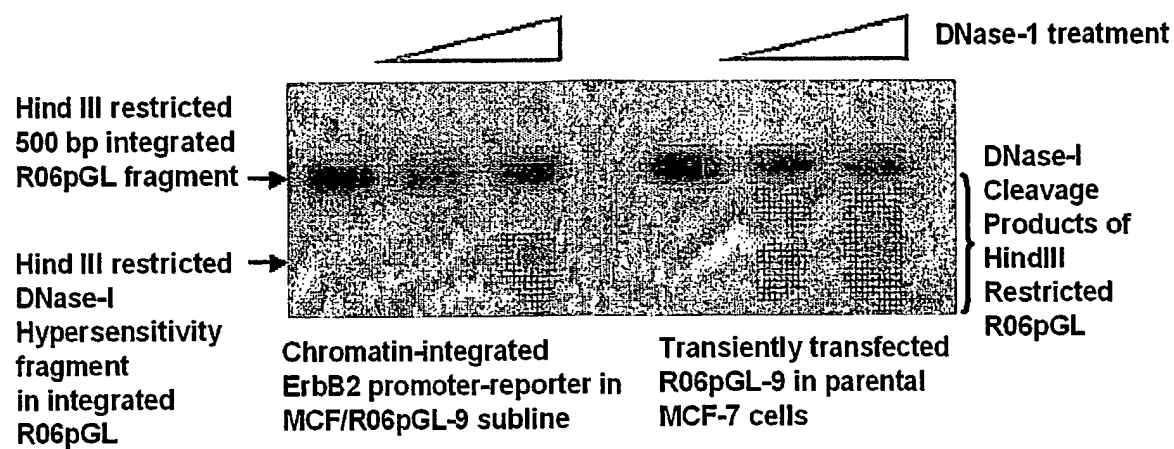 DNase-1 treatment
Hind III restricted
500 bp integrated
R06pGL fragment
Hind III restricted
DNase-I
Hypersensitivity
fragment
in integrated
R06pGL
DNase-I
Cleavage
Products of
HindIII
Restricted
R06pGL
Chromatin-integrated
ErbB2 promoter-reporter in
MCF/R06pGL-9 subline
Transiently transfected
R06pGL-9 in parental
MCF-7 cells